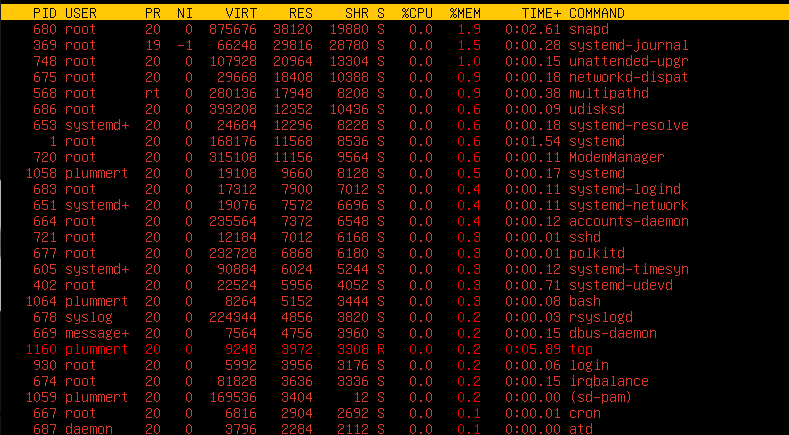 PID USER PR NI VIRT RES SHR S %CPU %MEM TIME+ COMMAND
680 root 20 0 875676 38120 19880 S 0.0 1.9 0:02.61 snapd
369 root 19 -1 66248 29816 28780 S 0.0 1.5 0:00.28 systemd-journal
748 root 20 0 107928 20964 13304 S 0.0 1.0 0:00.15 unattended-upgr
675 root 20 0 29668 18408 10388 S 0.0 0.9 0:00.18 networkd-dispat
568 root rt 0 280136 17948 8208 S 0.0 0.9 0:00.38 multipathd
686 root 20 0 393208 12352 10436 S 0.0 0.6 0:00.09 udisksd
653 systemd+ 20 0 24684 12296 8228 S 0.0 0.6 0:00.18 systemd-resolve
1 root 20 0 168176 11568 8536 S 0.0 0.6 0:01.54 systemd
720 root 20 0 315108 11156 9564 S 0.0 0.6 0:00.11 ModemManager
1058 plummert 20 0 19108 9660 8128 S 0.0 0.5 0:00.17 systemd
683 root 20 0 17312 7900 7012 S 0.0 0.4 0:00.11 systemd-logind
651 systemd+ 20 0 19076 7572 6696 S 0.0 0.4 0:00.11 systemd-network
664 root 20 0 235564 7372 6548 S 0.0 0.4 0:00.12 accounts-daemon
721 root 20 0 12184 7012 6168 S 0.0 0.3 0:00.01 sshd
677 root 20 0 232728 6868 6180 S 0.0 0.3 0:00.01 polkitd
605 systemd+ 20 0 90884 6024 5244 S 0.0 0.3 0:00.12 systemd-timesyn
402 root 20 0 22524 5956 4052 S 0.0 0.3 0:00.71 systemd-udevd
1064 plummert 20 0 8264 5152 3444 S 0.0 0.3 0:00.08 bash
678 syslog 20 0 224344 4856 3820 S 0.0 0.2 0:00.03 rsyslogd
669 message+ 20 0 7564 4756 3960 S 0.0 0.2 0:00.15 dbus-daemon
1160 plummert 20 0 9248 3972 3308 R 0.0 0.2 0:05.89 top
930 root 20 0 5992 3956 3176 S 0.0 0.2 0:00.06 login
674 root 20 0 81828 3636 3336 S 0.0 0.2 0:00.15 irqbalance
1059 plummert 20 0 169536 3404 12 S 0.0 0.2 0:00.00 (sd-pam)
667 root 20 0 6816 2904 2692 S 0.0 0.1 0:00.01 cron
687 daemon 20 0 3796 2284 2112 S 0.0 0.1 0:00.00 atd